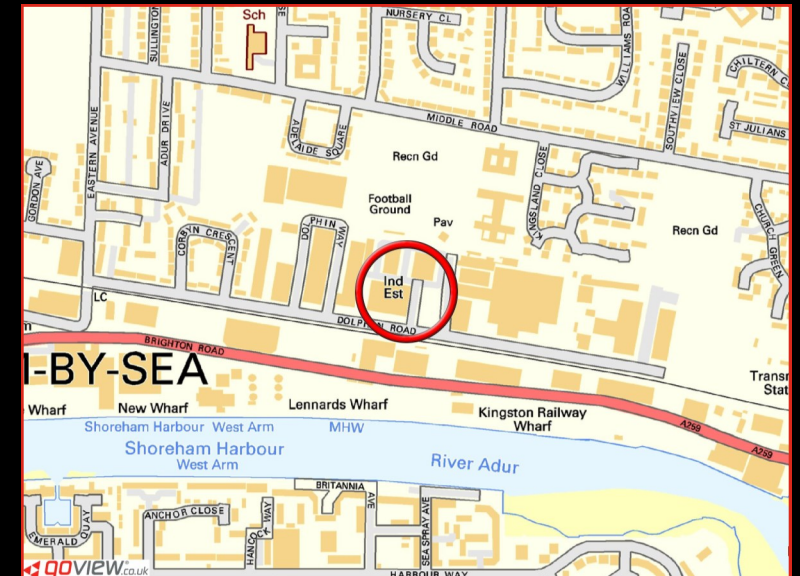 Sch
NURSERY CL
SULLINGTON
WILLIAMS ROA
CHILTERN C
SOUTHVIEW CLOSE
ST JULIANS
EASTERN AVENUE
ADUR DRIVE
ADELAIDE SQUARE
MIDDLE ROAD
Recn Gd
KINGSLAND CLOSE
GORDON AVE
Football
Ground
Pav
Recn Gd
CHURCH GREEN
DOLPHIN WAY
CORBYN CRESCENT
Ind
Est
LC
DOLPHIN ROAD
m
BRIGHTON ROAD
M-BY-SEA
Transm
Stat
Wharf
New Wharf
Lennards Wharf
Kingston Railway
Wharf
A259
A259
Shoreham Harbour West Arm
MHW
Shoreham Harbour
West Arm
River Adur
BRITANNIA
AVE
ANCHOR CLOSE
HANCOCK WAY
SEA SPRAY AVE
EMERALD QUAY
HARBOUR WAY
goview.co.uk